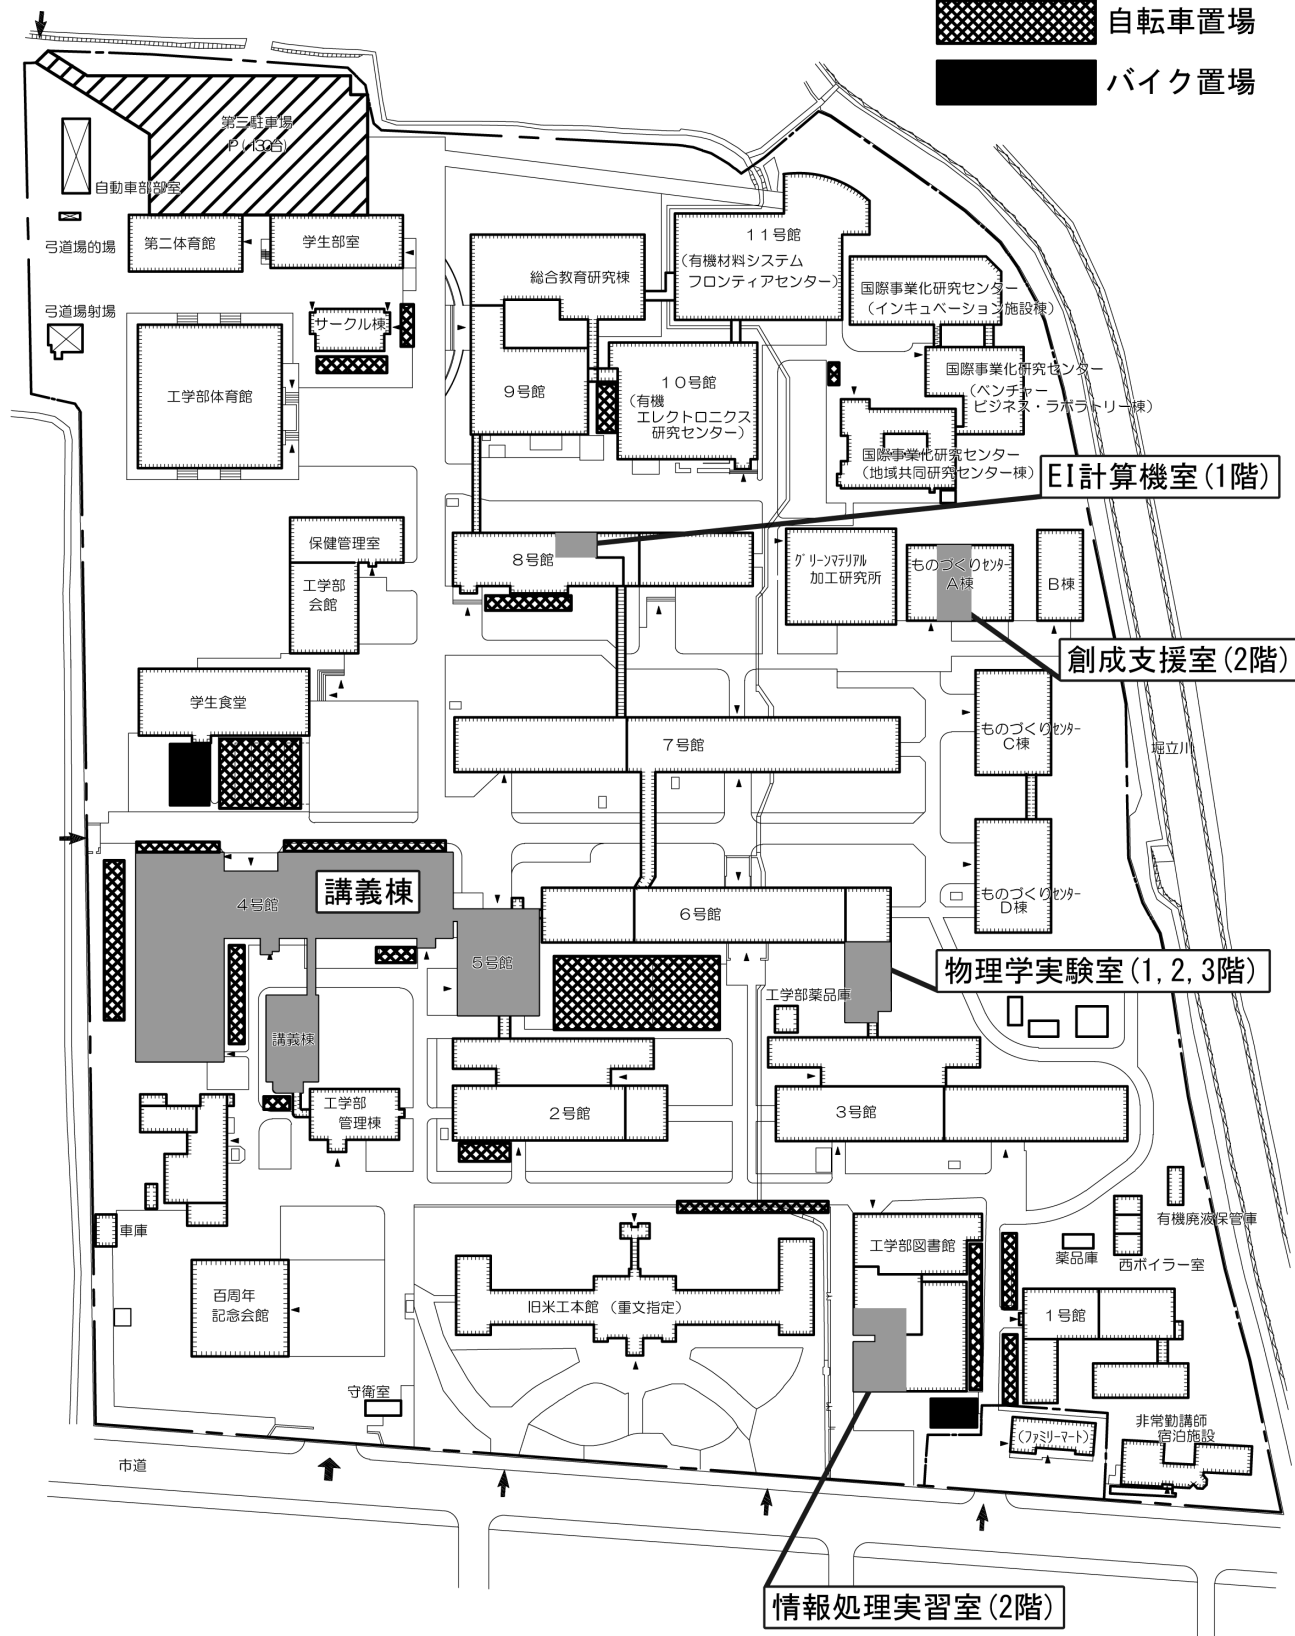 自転車置場
バイク置場
第三駐車場
P(130台)
自動車部部室
弓道場的場
第二体育館
学生部室
弓道場射場
サークル棟
工学部体育館
総合教育研究棟
11号館
(有機材料システム
フロンティアセンター)
国際事業化研究センター
(インキュベーション施設棟)
9号館
10号館
(有機
エレクトロニクス
研究センター)
国際事業化研究センター
(ベンチャー
ビジネス・ラボラトリー棟)
国際事業化研究センター
(地域共同研究センター棟)
EI計算機室(1階)
保健管理室
工学部
会館
8号館
グリーンマテリアル
加工研究所
ものづくりセンター
A棟
B棟
創成支援室(2階)
学生食堂
7号館
ものづくりセンター
C棟
堀立川
4号館
講義棟
5号館
6号館
ものづくりセンター
D棟
物理学実験室(1,2,3階)
工学部薬品庫
講義棟
工学部
管理棟
2号館
3号館
車庫
百周年
記念会館
旧米工本館(重文指定)
工学部図書館
有機廃液保管庫
薬品庫
西ボイラー室
1号館
守衛室
(ファミリーマート)
非常勤講師
宿泊施設
市道
情報処理実習室(2階)